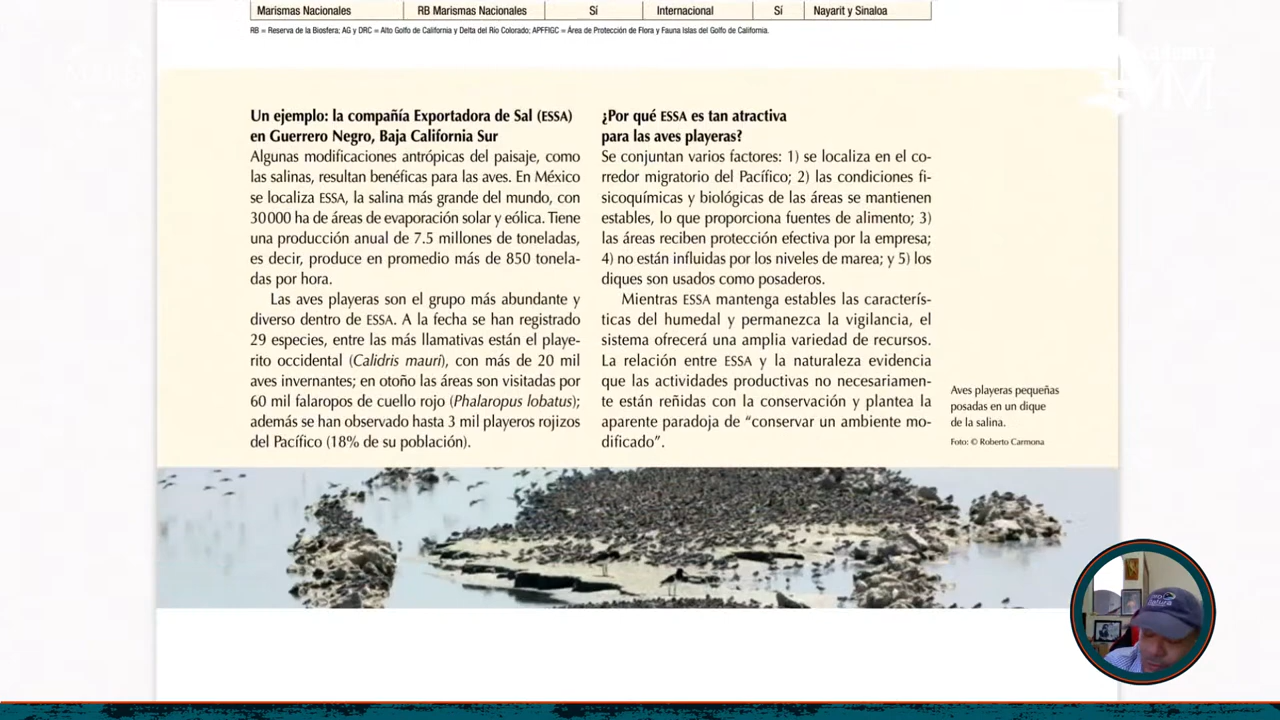 Marismas Nacionales RB Marismas Nacionales Sí Internacional Sí Nayarit y Sinaloa
RB = Reserva de la Biosfera; AG y DRC = Alto Golfo de California y Delta del Río Colorado; APFFIGC = Área de Protección de Flora y Fauna Islas del Golfo de California.
Un ejemplo: la compañía Exportadora de Sal (ESSA)
en Guerrero Negro, Baja California Sur
Algunas modificaciones antrópicas del paisaje, como
las salinas, resultan benéficas para las aves. En México
se localiza ESSA, la salina más grande del mundo, con
30 000 ha de áreas de evaporación solar y eólica. Tiene
una producción anual de 7.5 millones de toneladas,
es decir, produce en promedio más de 850 tonela-
das por hora.
Las aves playeras son el grupo más abundante y
diverso dentro de ESSA. A la fecha se han registrado
29 especies, entre las más llamativas están el playe-
rito occidental (Calidris mauri), con más de 20 mil
aves invernantes; en otoño las áreas son visitadas por
60 mil falaropos de cuello rojo (Phalaropus lobatus);
además se han observado hasta 3 mil playeros rojizos
del Pacífico (18% de su población).
¿Por qué ESSA es tan atractiva
para las aves playeras?
Se conjuntan varios factores: 1) se localiza en el co-
rredor migratorio del Pacífico; 2) las condiciones fi-
sicoquímicas y biológicas de las áreas se mantienen
estables, lo que proporciona fuentes de alimento; 3)
las áreas reciben protección efectiva por la empresa;
4) no están influidas por los niveles de marea; y 5) los
diques son usados como posaderos.
Mientras ESSA mantenga estables las caracterís-
ticas del humedal y permanezca la vigilancia, el
sistema ofrecerá una amplia variedad de recursos.
La relación entre ESSA y la naturaleza evidencia
que las actividades productivas no necesariamen-
te están reñidas con la conservación y plantea la
aparente paradoja de “conservar un ambiente mo-
dificado”.
Aves playeras pequeñas
posadas en un dique
de la salina.
Foto: © Roberto Carmona